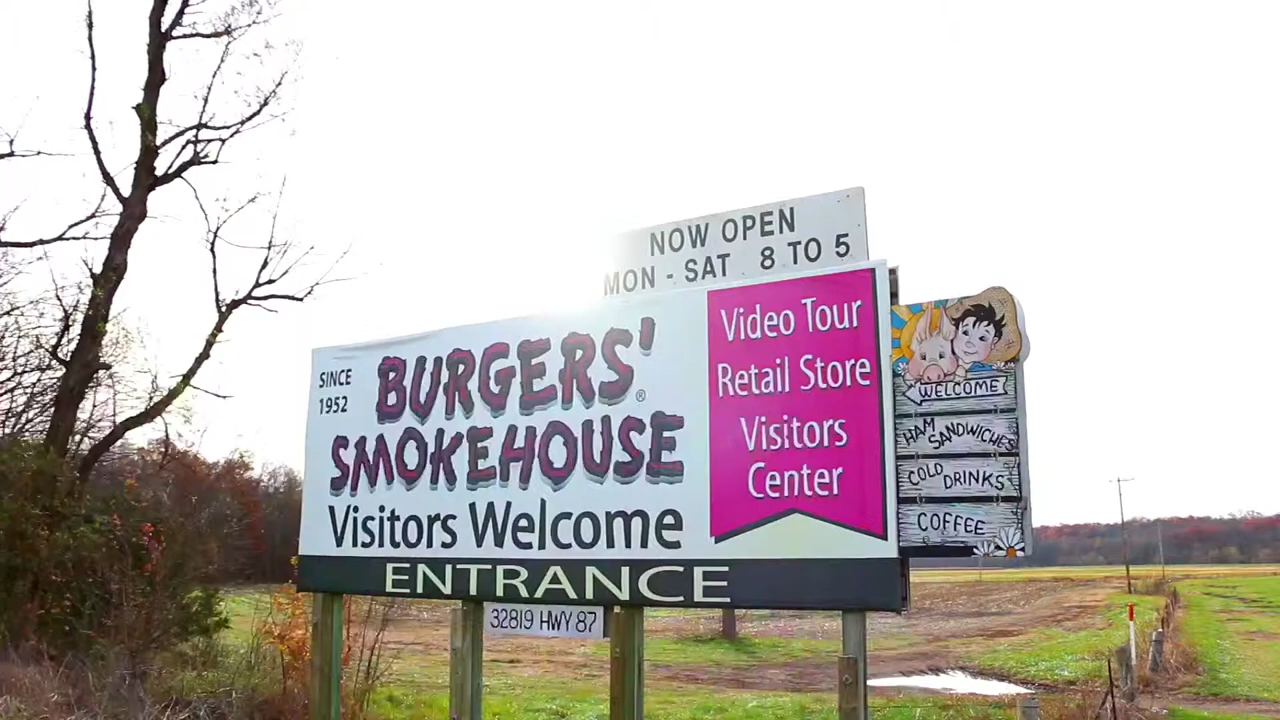 NOW OPEN
MON - SAT 8 TO 5
SINCE
1952
BURGERS'
SMOKEHOUSE®
Visitors Welcome
Video Tour
Retail Store
Visitors
Center
ENTRANCE
32819 HWY 87
WELCOME
HAM SANDWICHES
COLD DRINKS
COFFEE